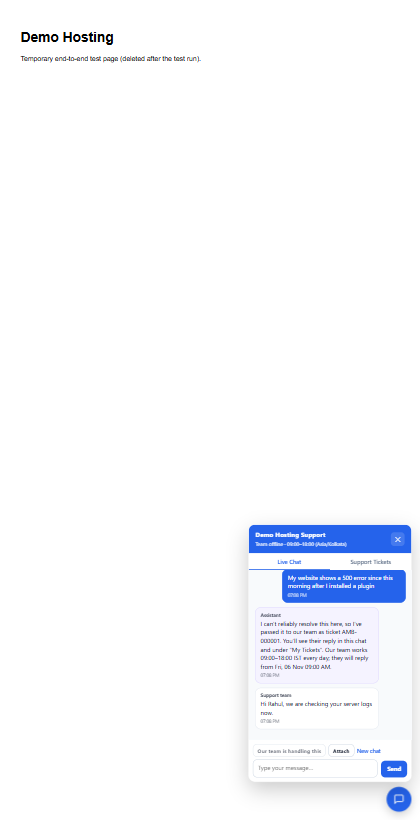 Demo Hosting
Temporary end-to-end test page (deleted after the test run).
Demo Hosting Support
Team offline · 09:00–18:00 (Asia/Kolkata)
Live Chat
Support Tickets
My website shows a 500 error since this
morning after I installed a plugin
07:08 PM
Assistant
I can't reliably resolve this here, so I've
passed it to our team as ticket AMB-
000001. You'll see their reply in this chat
and under "My Tickets". Our team works
09:00–18:00 IST every day; they will reply
from Fri, 06 Nov 09:00 AM.
07:08 PM
Support team
Hi Rahul, we are checking your server logs
now.
07:08 PM
Our team is handling this
Attach
New chat
Type your message...
Send